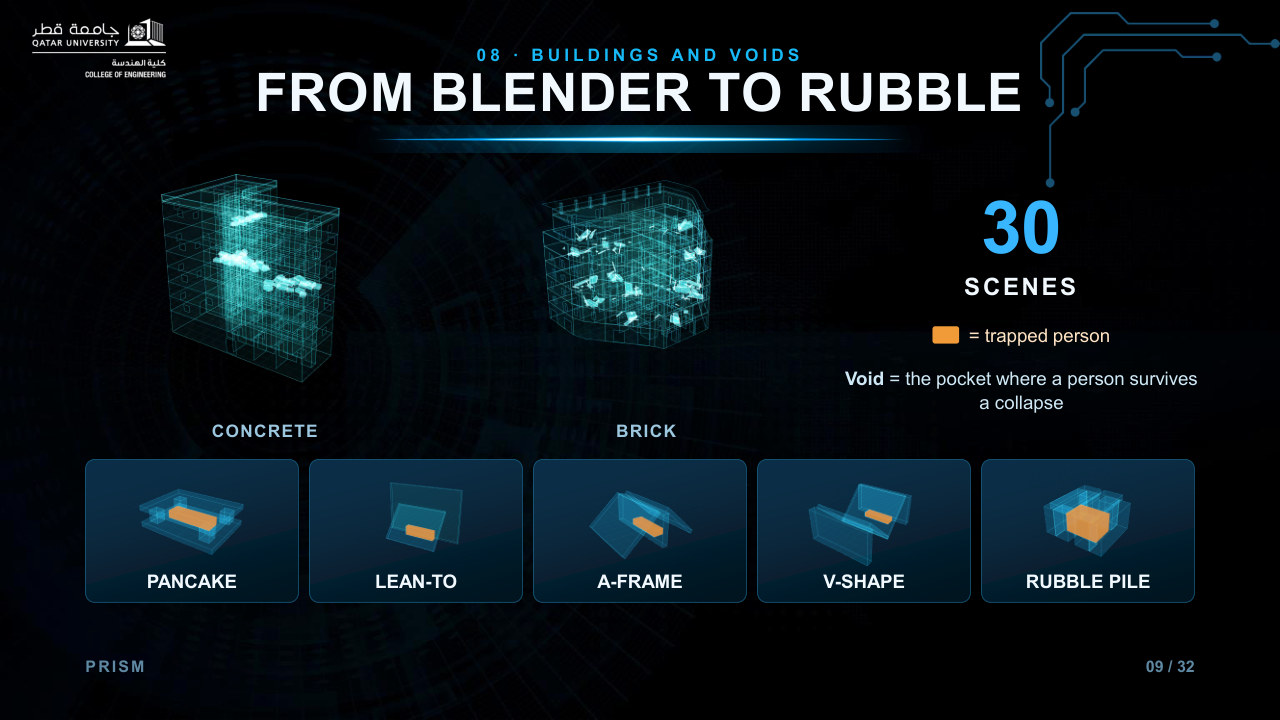 جامعة قطر
QATAR UNIVERSITY
كلية الهندسة
COLLEGE OF ENGINEERING
08 · BUILDINGS AND VOIDS
FROM BLENDER TO RUBBLE
30
SCENES
= trapped person
Void = the pocket where a person survives
a collapse
CONCRETE
BRICK
PANCAKE
LEAN-TO
A-FRAME
V-SHAPE
RUBBLE PILE
PRISM
09 / 32